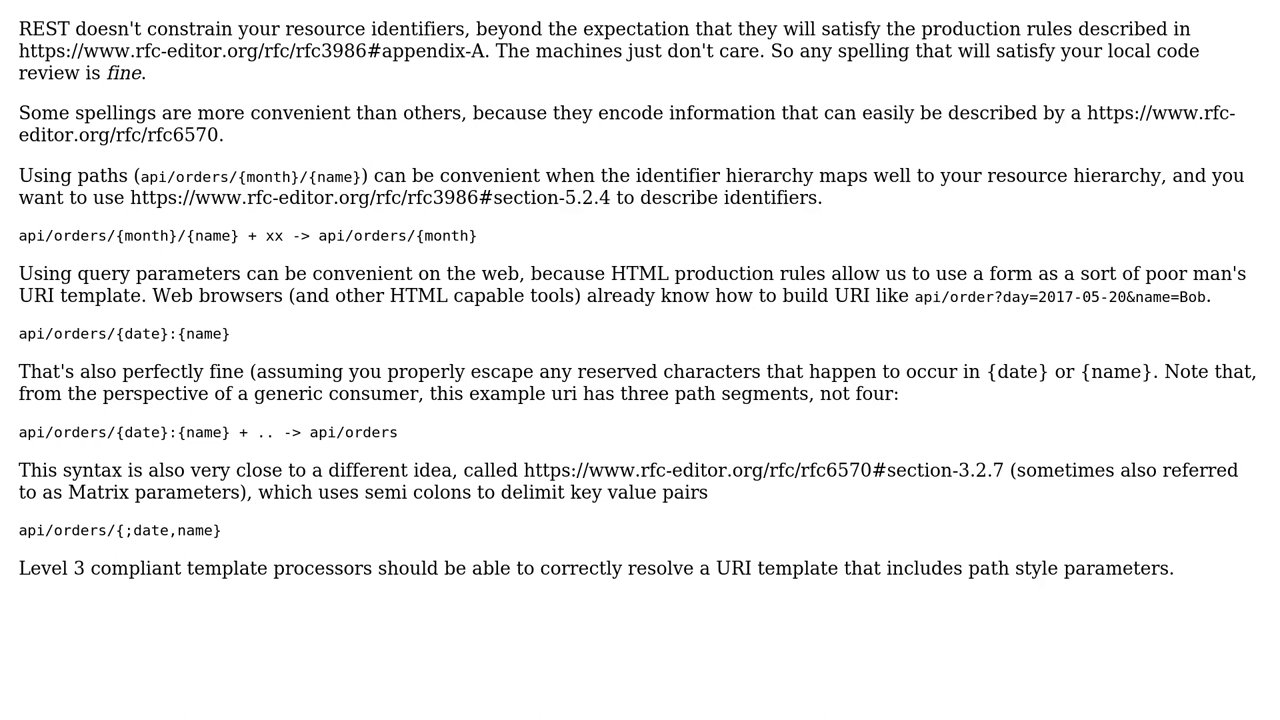 REST doesn't constrain your resource identifiers, beyond the expectation that they will satisfy the production rules described in
https://www.rfc-editor.org/rfc/rfc3986#appendix-A. The machines just don't care. So any spelling that will satisfy your local code
review is fine.
Some spellings are more convenient than others, because they encode information that can easily be described by a https://www.rfc-
editor.org/rfc/rfc6570.
Using paths (api/orders/{month}/{name}) can be convenient when the identifier hierarchy maps well to your resource hierarchy, and you
want to use https://www.rfc-editor.org/rfc/rfc3986#section-5.2.4 to describe identifiers.
api/orders/{month}/{name} + xx -> api/orders/{month}
Using query parameters can be convenient on the web, because HTML production rules allow us to use a form as a sort of poor man's
URI template. Web browsers (and other HTML capable tools) already know how to build URI like api/order?day=2017-05-20&name=Bob.
api/orders/{date}:{name}
That's also perfectly fine (assuming you properly escape any reserved characters that happen to occur in {date} or {name}. Note that,
from the perspective of a generic consumer, this example uri has three path segments, not four:
api/orders/{date}:{name} + .. -> api/orders
This syntax is also very close to a different idea, called https://www.rfc-editor.org/rfc/rfc6570#section-3.2.7 (sometimes also referred
to as Matrix parameters), which uses semi colons to delimit key value pairs
api/orders/{;date,name}
Level 3 compliant template processors should be able to correctly resolve a URI template that includes path style parameters.